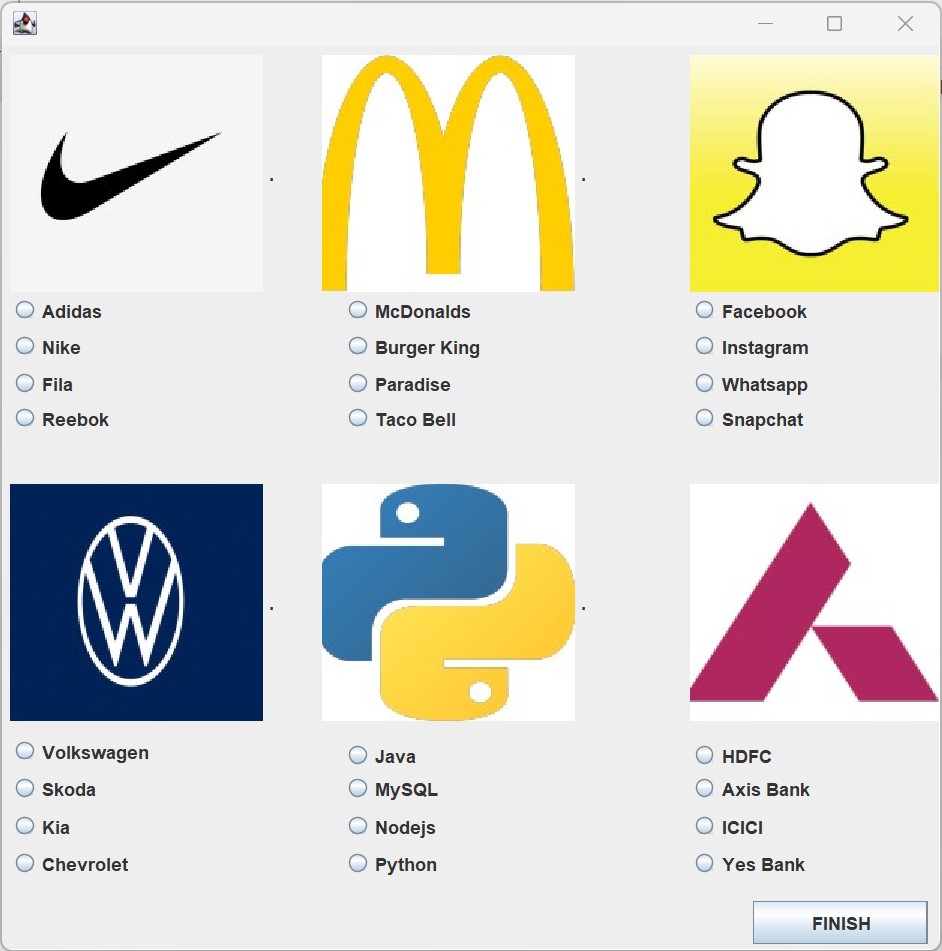 Adidas
Nike
Fila
Reebok
McDonalds
Burger King
Paradise
Taco Bell
Facebook
Instagram
Whatsapp
Snapchat
VW
Volkswagen
Skoda
Kia
Chevrolet
Java
MySQL
Nodejs
Python
HDFC
Axis Bank
ICICI
Yes Bank
FINISH